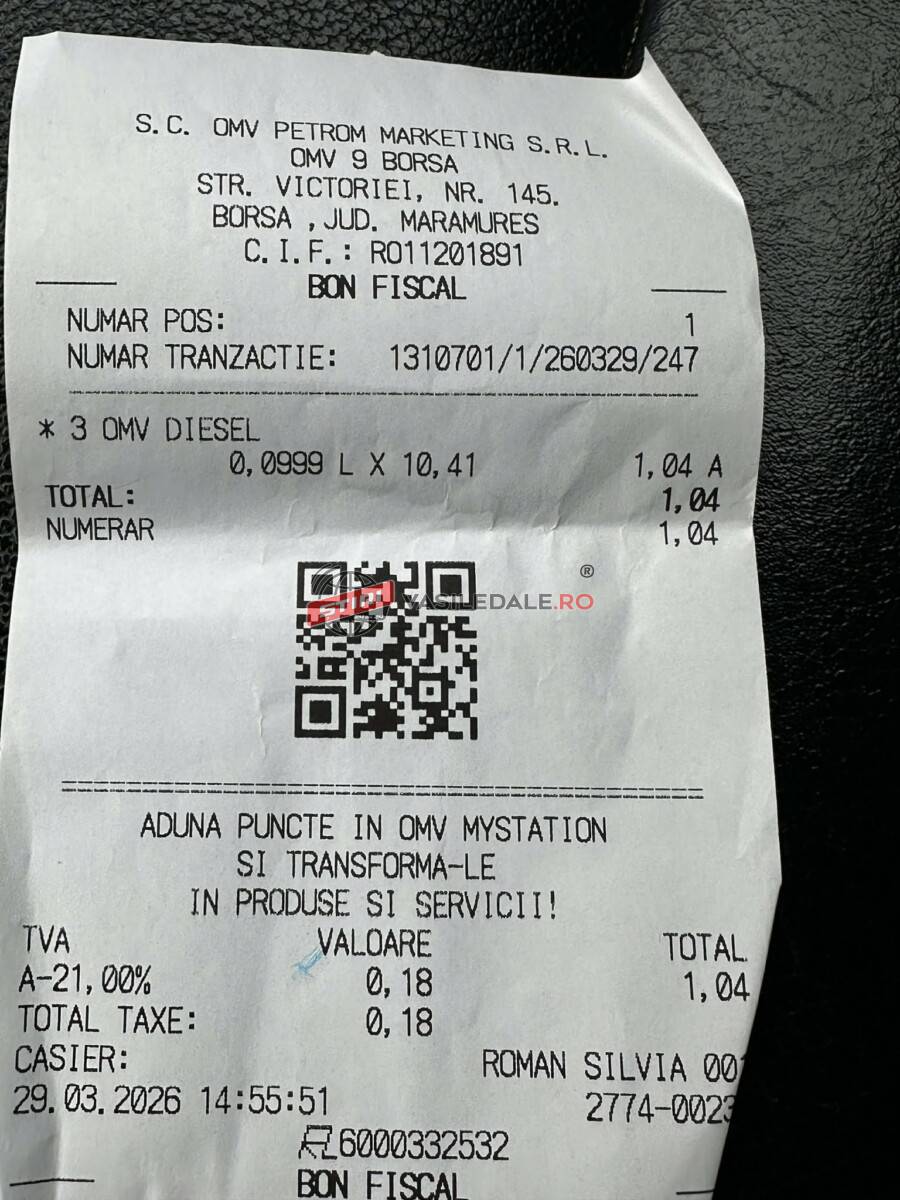 S.C. OMV PETROM MARKETING S.R.L.
OMV 9 BORSA
STR. VICTORIEI, NR. 145.
BORSA ,JUD. MARAMURES
C.I.F.: RO11201891
BON FISCAL
NUMAR POS: 1
NUMAR TRANZACTIE: 1310701/1/260329/247
* 3 OMV DIESEL
0,0999 L X 10,41 1,04 A
TOTAL: 1,04
NUMERAR 1,04
®
STIRI VASILEDALE.RO
ADUNA PUNCTE IN OMV MYSTATION
SI TRANSFORMA-LE
IN PRODUSE SI SERVICII!
TVA VALOARE TOTAL
A-21,00% 0,18 1,04
TOTAL TAXE: 0,18
CASIER: ROMAN SILVIA 001
29.03.2026 14:55:51 2774-0023
6000332532
BON FISCAL